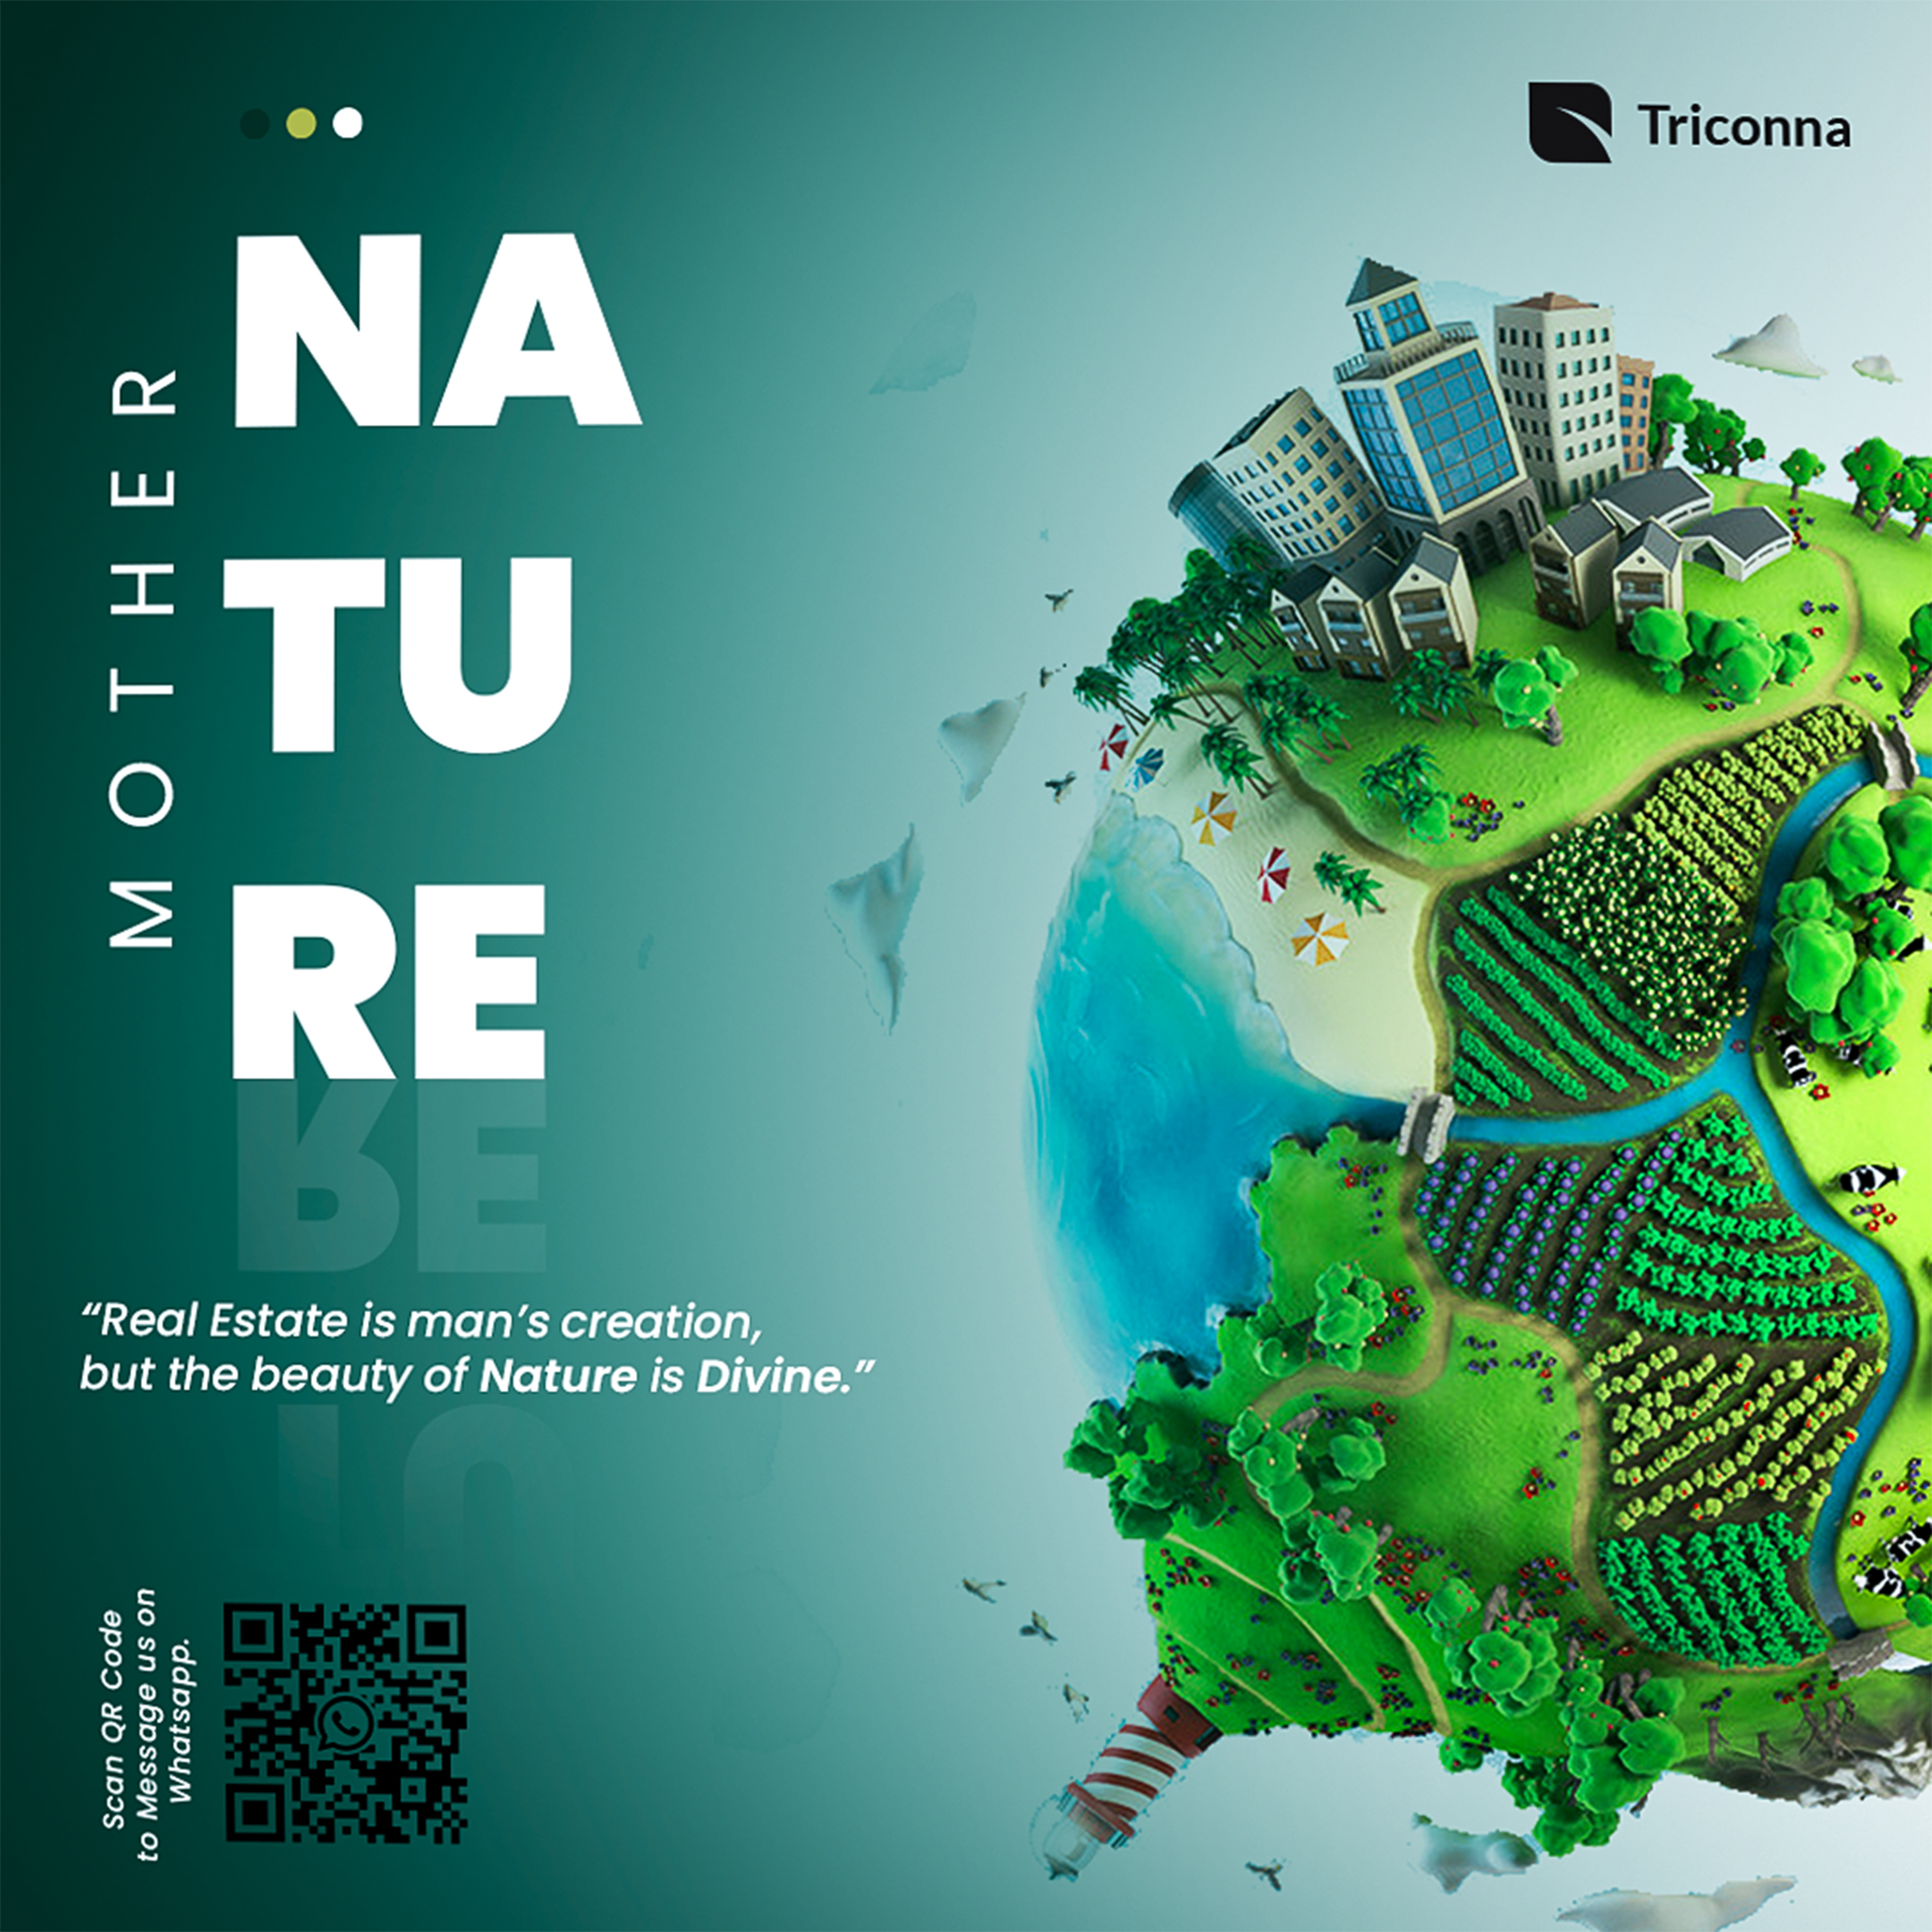 Triconna
MOTHER
NA
TU
RE
“Real Estate is man’s creation,
but the beauty of Nature is Divine.”
Scan QR Code
to Message us on
Whatsapp.